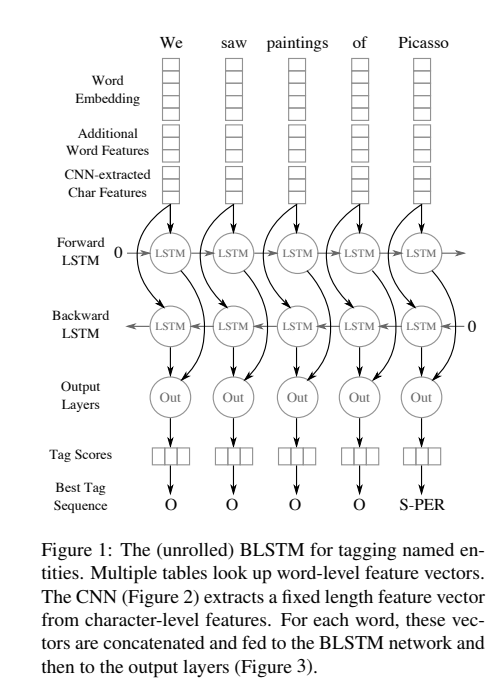 We saw paintings of Picasso
Word
Embedding
Additional
Word Features
CNN-extracted
Char Features
Forward
LSTM
0 LSTM LSTM LSTM LSTM LSTM
Backward
LSTM
LSTM LSTM LSTM LSTM LSTM 0
Output
Layers
Out Out Out Out Out
Tag Scores
Best Tag
Sequence
O O O O S-PER
Figure 1: The (unrolled) BLSTM for tagging named en-
tities. Multiple tables look up word-level feature vectors.
The CNN (Figure 2) extracts a fixed length feature vector
from character-level features. For each word, these vec-
tors are concatenated and fed to the BLSTM network and
then to the output layers (Figure 3).